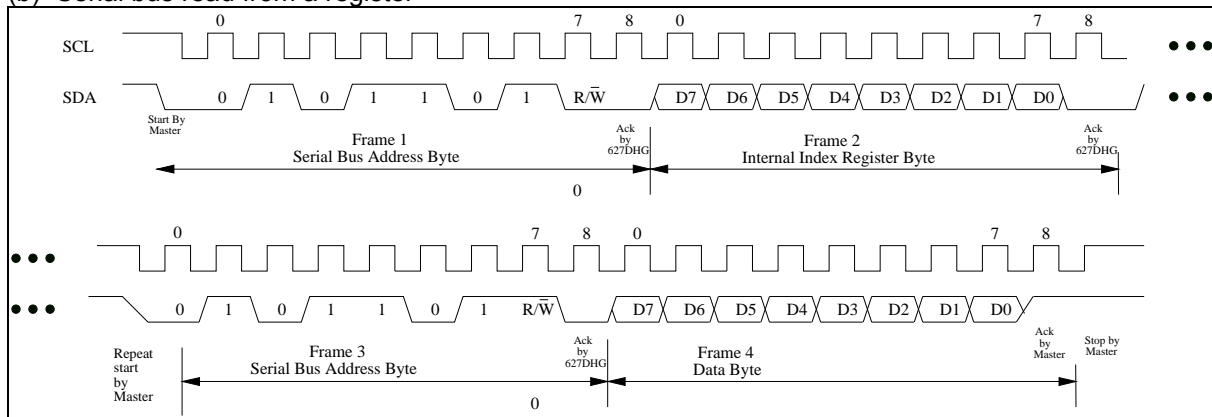 (b) Serial bus read from a register
0 7 8 0 7 8
SCL
SDA 0 1 0 1 1 0 1 R/W̅ D7 D6 D5 D4 D3 D2 D1 D0
Start By
Master
Frame 1
Serial Bus Address Byte
Ack
by
627DHG
Frame 2
Internal Index Register Byte
Ack
by
627DHG
0
0 7 8 0 7 8
0 1 0 1 1 0 1 R/W̅ D7 D6 D5 D4 D3 D2 D1 D0
Repeat
start
by
Master
Frame 3
Serial Bus Address Byte
Ack
by
627DHG
Frame 4
Data Byte
Ack
by
Master
Stop by
Master
0